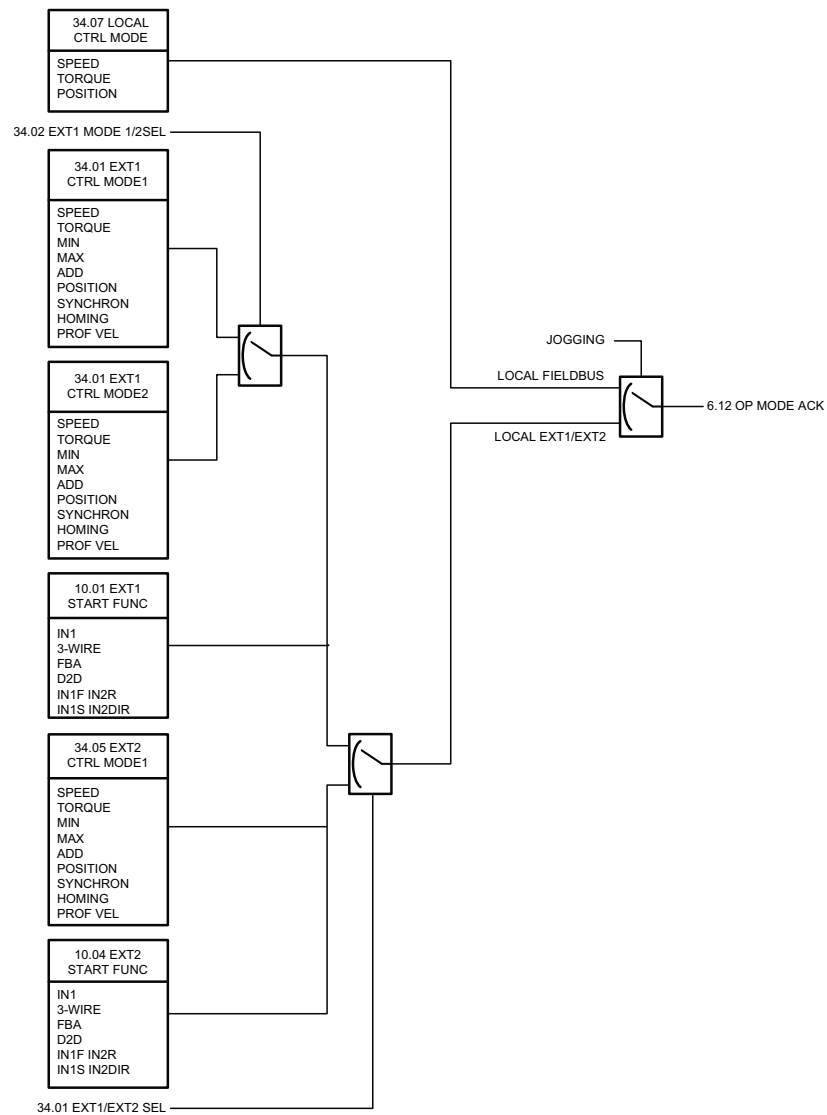 34.07 LOCAL
CTRL MODE
SPEED
TORQUE
POSITION
34.02 EXT1 MODE 1/2SEL
34.01 EXT1
CTRL MODE1
SPEED
TORQUE
MIN
MAX
ADD
POSITION
SYNCHRON
HOMING
PROF VEL
34.01 EXT1
CTRL MODE2
SPEED
TORQUE
MIN
MAX
ADD
POSITION
SYNCHRON
HOMING
PROF VEL
10.01 EXT1
START FUNC
IN1
3-WIRE
FBA
D2D
IN1F IN2R
IN1S IN2DIR
34.05 EXT2
CTRL MODE1
SPEED
TORQUE
MIN
MAX
ADD
POSITION
SYNCHRON
HOMING
PROF VEL
10.04 EXT2
START FUNC
IN1
3-WIRE
FBA
D2D
IN1F IN2R
IN1S IN2DIR
34.01 EXT1/EXT2 SEL
JOGGING
LOCAL FIELDBUS
6.12 OP MODE ACK
LOCAL EXT1/EXT2